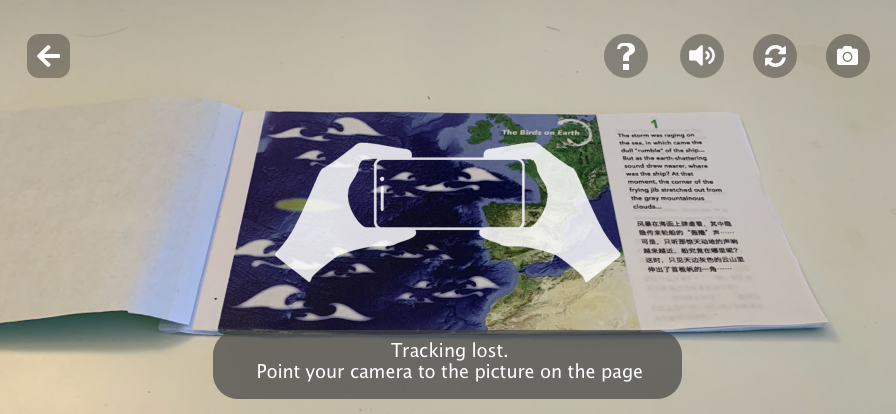 The Birds on Earth
1
The storm was raging on
the sea, in which came the
dull "rumble" of the ship...
But as the earth-shattering
sound drew nearer, where
was the ship? At that
moment, the corner of the
frying jib stretched out from
the gray mountainous
clouds...
风暴在海面上肆虐着，其中隐
隐传来轮船的“轰隆”声……
可是，只听那惊天动地的声响
越来越近，船究竟在哪里呢？
这时，只见天边灰色的云山里
伸出了首桅帆的一角……
Tracking lost.
Point your camera to the picture on the page